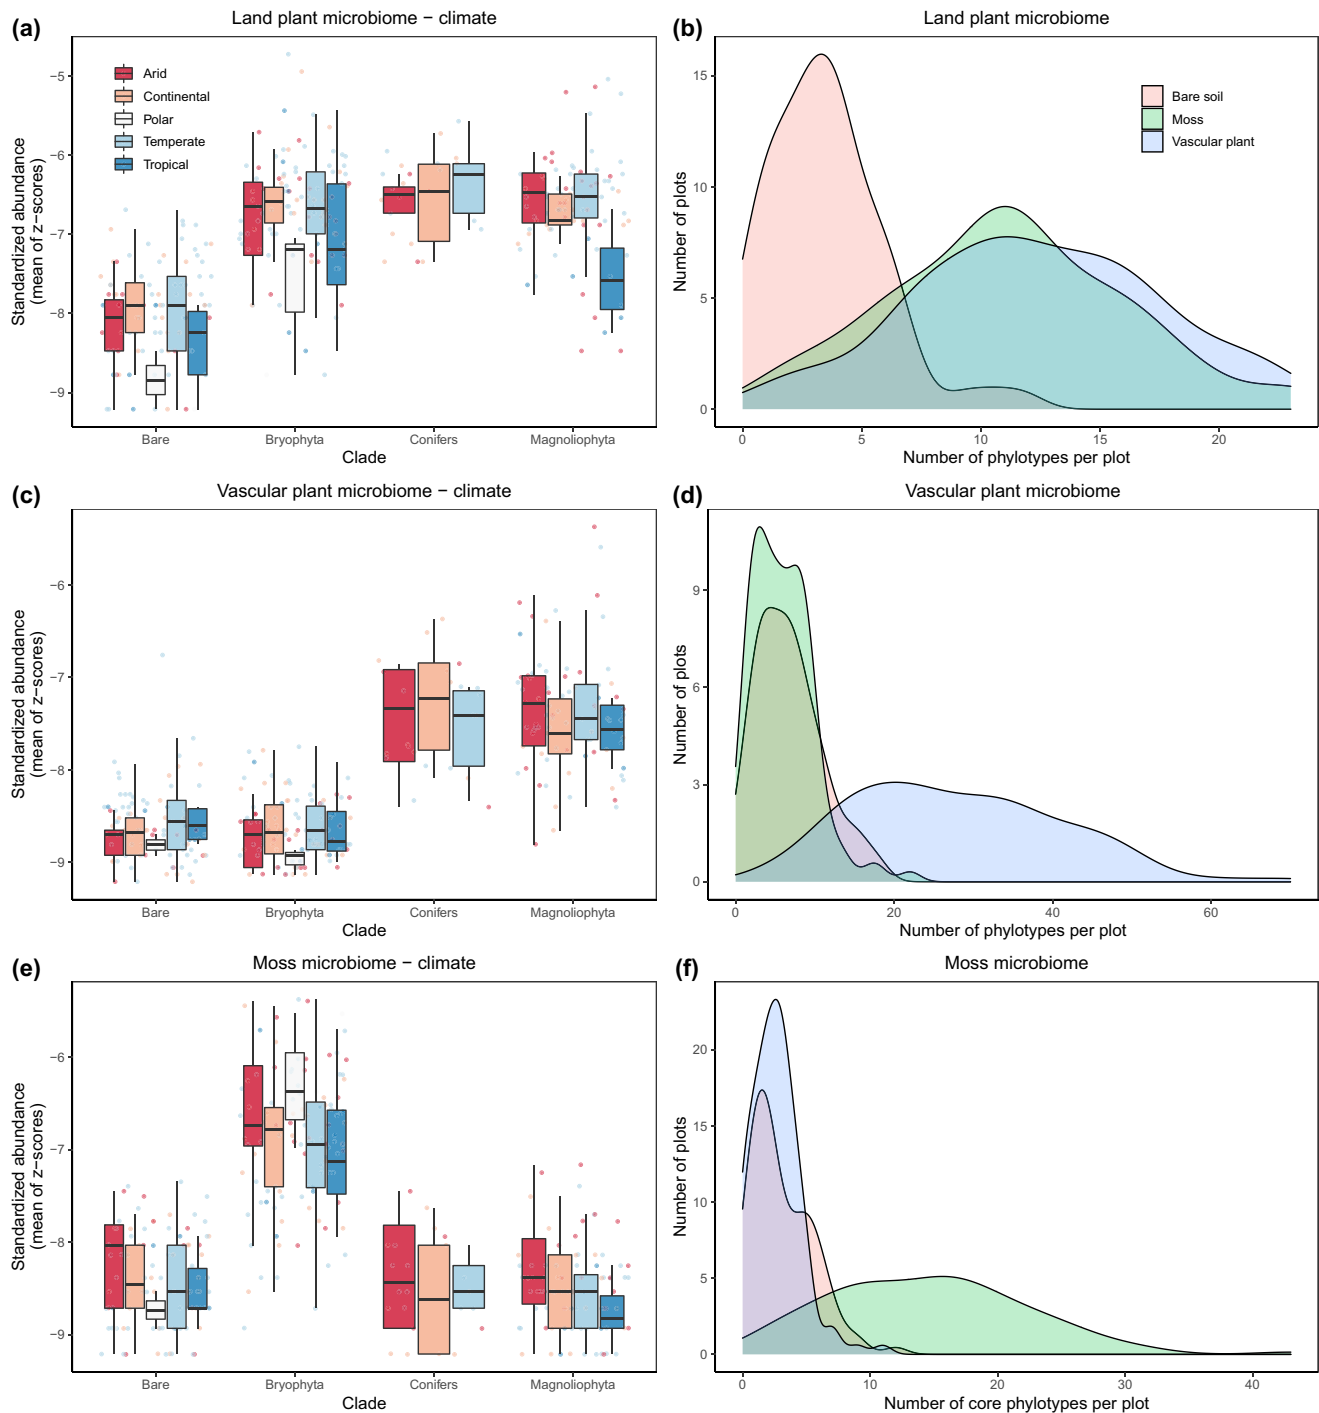 (a)
Land plant microbiome − climate
Standardized abundance
(mean of z−scores)
−5
−6
−7
−8
−9
Arid
Continental
Polar
Temperate
Tropical
Bare
Bryophyta
Conifers
Magnoliophyta
Clade
(b)
Land plant microbiome
Number of plots
15
10
5
0
Bare soil
Moss
Vascular plant
0
5
10
15
20
Number of phylotypes per plot
(c)
Vascular plant microbiome − climate
Standardized abundance
(mean of z−scores)
−6
−7
−8
−9
Bare
Bryophyta
Conifers
Magnoliophyta
Clade
(d)
Vascular plant microbiome
Number of plots
9
6
3
0
0
20
40
60
Number of phylotypes per plot
(e)
Moss microbiome − climate
Standardized abundance
(mean of z−scores)
−6
−7
−8
−9
Bare
Bryophyta
Conifers
Magnoliophyta
Clade
(f)
Moss microbiome
Number of plots
20
15
10
5
0
0
10
20
30
40
Number of core phylotypes per plot